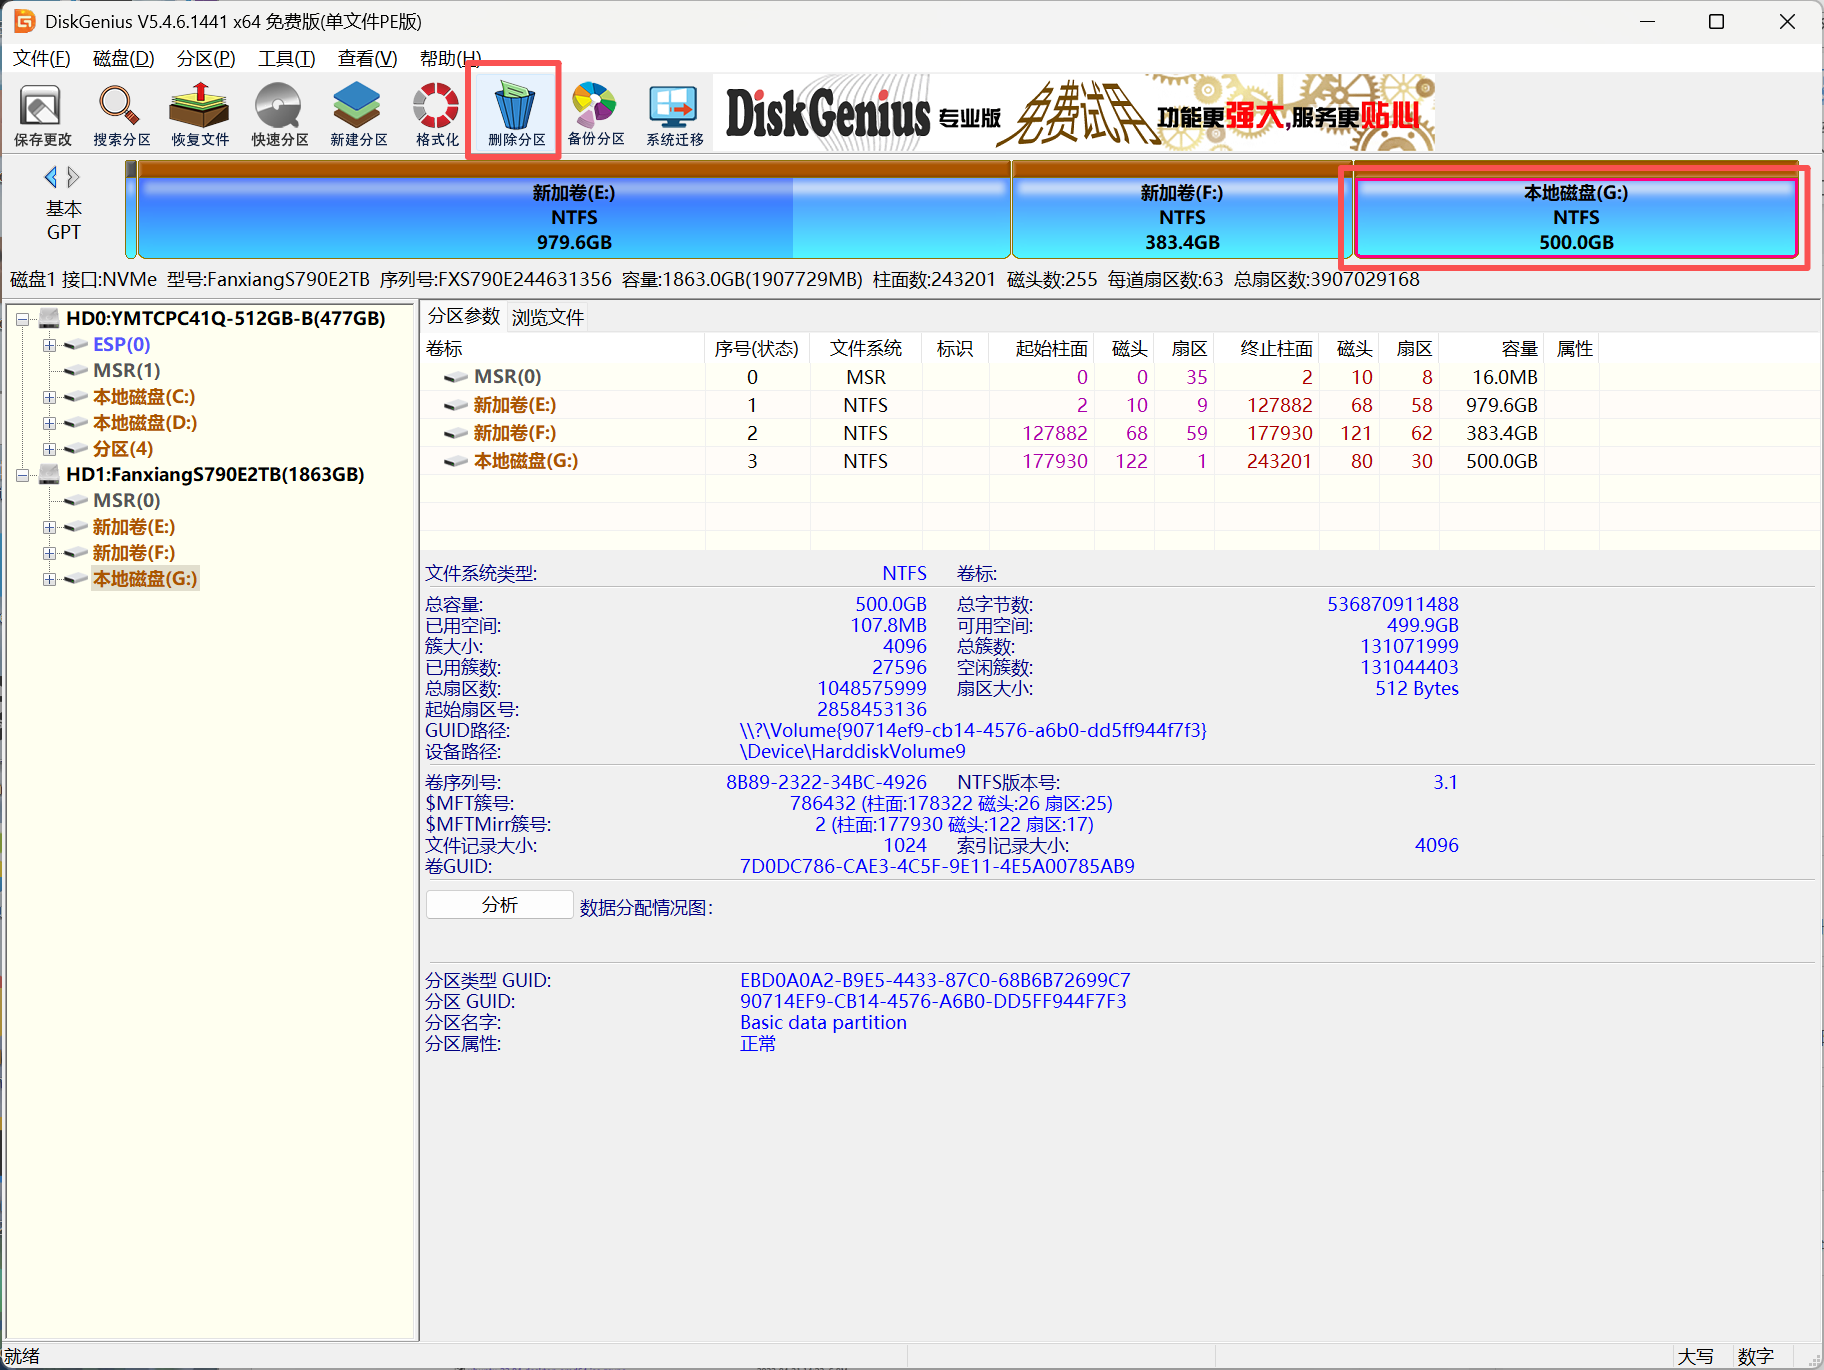 DiskGenius V5.4.6.1441 x64 免费版(单文件PE版)
文件(F) 磁盘(D) 分区(P) 工具(T) 查看(V) 帮助(H)
保存更改 搜索分区 恢复文件 快速分区 新建分区 格式化 删除分区 备份分区 系统迁移
DiskGenius 专业版 免费试用 功能更强大,服务更贴心
基本
GPT
新加卷(E:)
NTFS
979.6GB
新加卷(F:)
NTFS
383.4GB
本地磁盘(G:)
NTFS
500.0GB
磁盘1 接口:NVMe 型号:FanxiangS790E2TB 序列号:FXS790E244631356 容量:1863.0GB(1907729MB) 柱面数:243201 磁头数:255 每道扇区数:63 总扇区数:3907029168
HD0:YMTCPC41Q-512GB-B(477GB)
ESP(0)
MSR(1)
本地磁盘(C:)
本地磁盘(D:)
分区(4)
HD1:FanxiangS790E2TB(1863GB)
MSR(0)
新加卷(E:)
新加卷(F:)
本地磁盘(G:)
分区参数 浏览文件
卷标 序号(状态) 文件系统 标识 起始柱面 磁头 扇区 终止柱面 磁头 扇区 容量 属性
MSR(0) 0 MSR 0 0 35 2 10 8 16.0MB
新加卷(E:) 1 NTFS 2 10 9 127882 68 58 979.6GB
新加卷(F:) 2 NTFS 127882 68 59 177930 121 62 383.4GB
本地磁盘(G:) 3 NTFS 177930 122 1 243201 80 30 500.0GB
文件系统类型: NTFS 卷标:
总容量: 500.0GB 总字节数: 536870911488
已用空间: 107.8MB 可用空间: 499.9GB
簇大小: 4096 总簇数: 131071999
已用簇数: 27596 空闲簇数: 131044403
总扇区数: 1048575999 扇区大小: 512 Bytes
起始扇区号: 2858453136
GUID路径: \\?\Volume{90714ef9-cb14-4576-a6b0-dd5ff944f7f3}
设备路径: \Device\HarddiskVolume9
卷序列号: 8B89-2322-34BC-4926 NTFS版本号: 3.1
$MFT簇号: 786432 (柱面:178322 磁头:26 扇区:25)
$MFTMirr簇号: 2 (柱面:177930 磁头:122 扇区:17)
文件记录大小: 1024 索引记录大小: 4096
卷GUID: 7D0DC786-CAE3-4C5F-9E11-4E5A00785AB9
分析 数据分配情况图:
分区类型 GUID: EBD0A0A2-B9E5-4433-87C0-68B6B72699C7
分区 GUID: 90714EF9-CB14-4576-A6B0-DD5FF944F7F3
分区名字: Basic data partition
分区属性: 正常
就绪 大写 数字